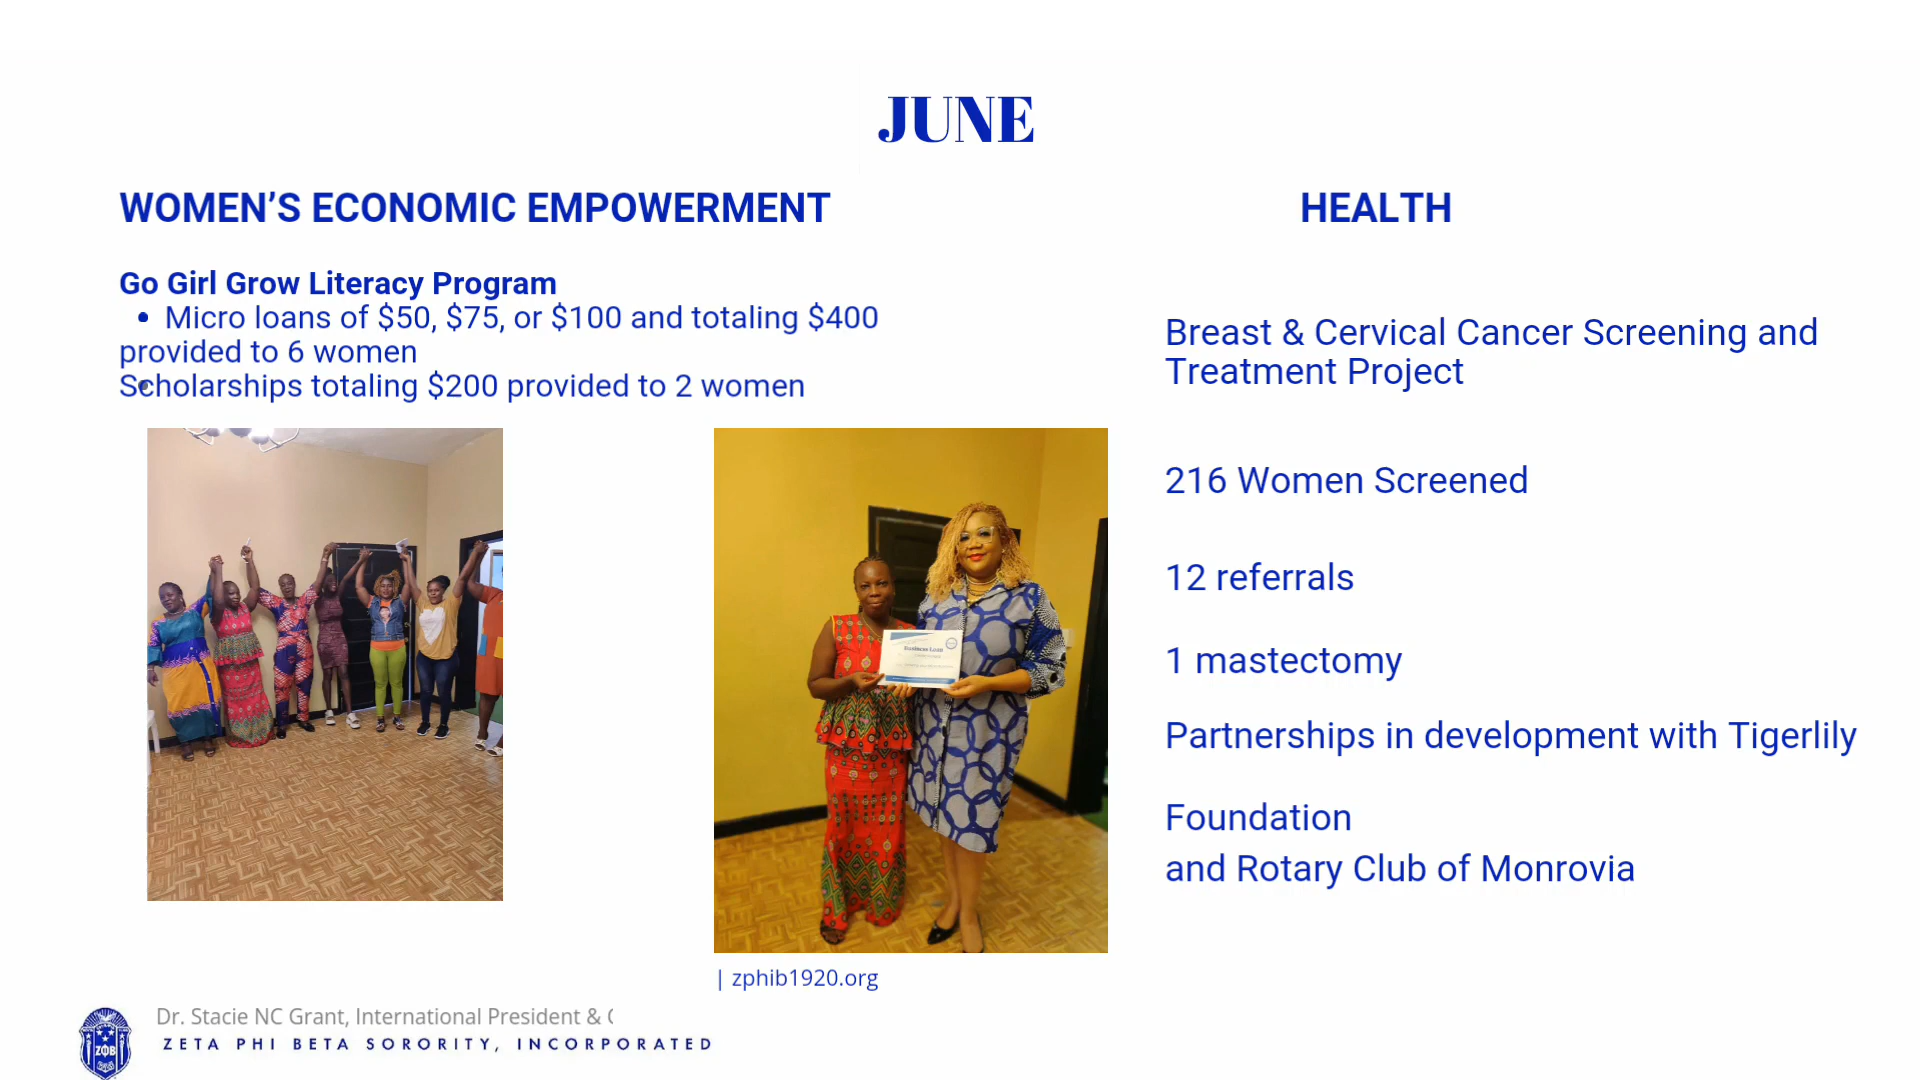 JUNE
WOMEN’S ECONOMIC EMPOWERMENT
Go Girl Grow Literacy Program
• Micro loans of $50, $75, or $100 and totaling $400
provided to 6 women
Scholarships totaling $200 provided to 2 women
HEALTH
Breast & Cervical Cancer Screening and
Treatment Project
216 Women Screened
12 referrals
1 mastectomy
Partnerships in development with Tigerlily
Foundation
and Rotary Club of Monrovia
Business Loan
| zphib1920.org
Dr. Stacie NC Grant, International President &
ZETA PHI BETA SORORITY, INCORPORATED
ΖΦΒ